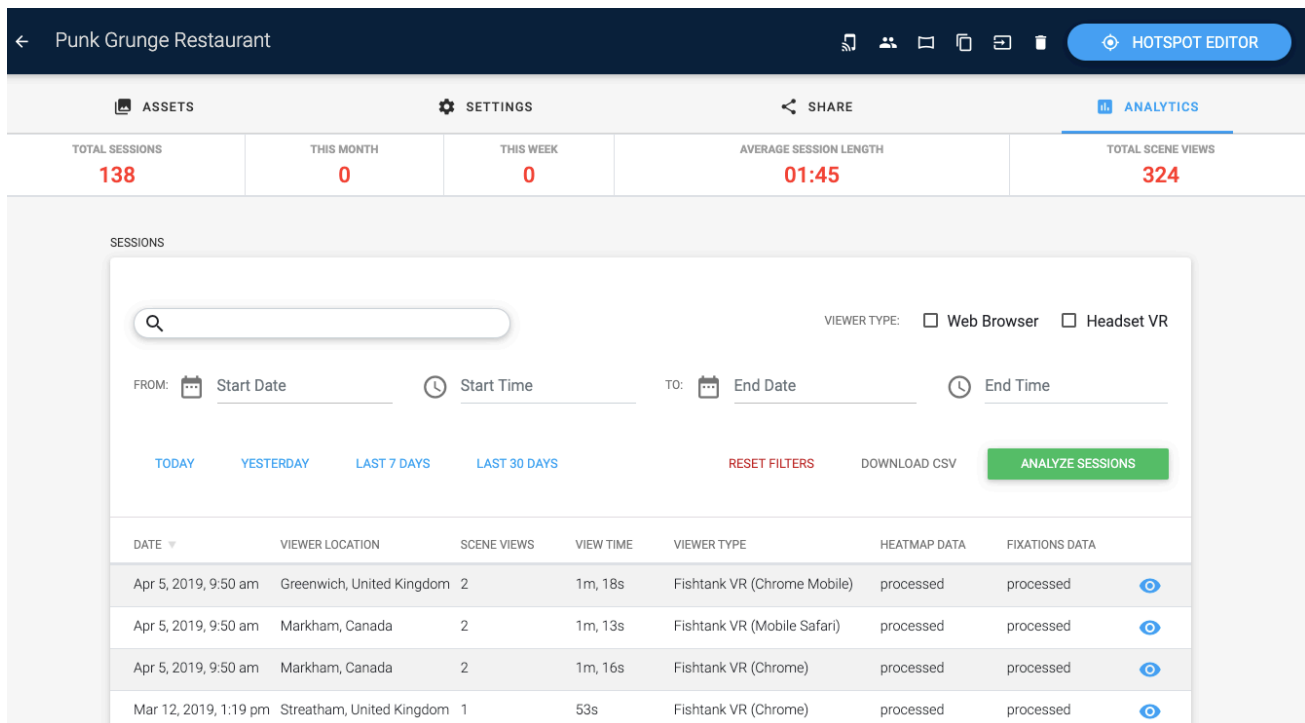 Punk Grunge Restaurant HOTSPOT EDITOR
ASSETS SETTINGS SHARE ANALYTICS
TOTAL SESSIONS THIS MONTH THIS WEEK AVERAGE SESSION LENGTH TOTAL SCENE VIEWS
138 0 0 01:45 324
SESSIONS
VIEWER TYPE: Web Browser Headset VR
FROM: Start Date Start Time TO: End Date End Time
TODAY YESTERDAY LAST 7 DAYS LAST 30 DAYS RESET FILTERS DOWNLOAD CSV ANALYZE SESSIONS
DATE VIEWER LOCATION SCENE VIEWS VIEW TIME VIEWER TYPE HEATMAP DATA FIXATIONS DATA
Apr 5, 2019, 9:50 am Greenwich, United Kingdom 2 1m, 18s Fishtank VR (Chrome Mobile) processed processed
Apr 5, 2019, 9:50 am Markham, Canada 2 1m, 13s Fishtank VR (Mobile Safari) processed processed
Apr 5, 2019, 9:50 am Markham, Canada 2 1m, 16s Fishtank VR (Chrome) processed processed
Mar 12, 2019, 1:19 pm Streatham, United Kingdom 1 53s Fishtank VR (Chrome) processed processed